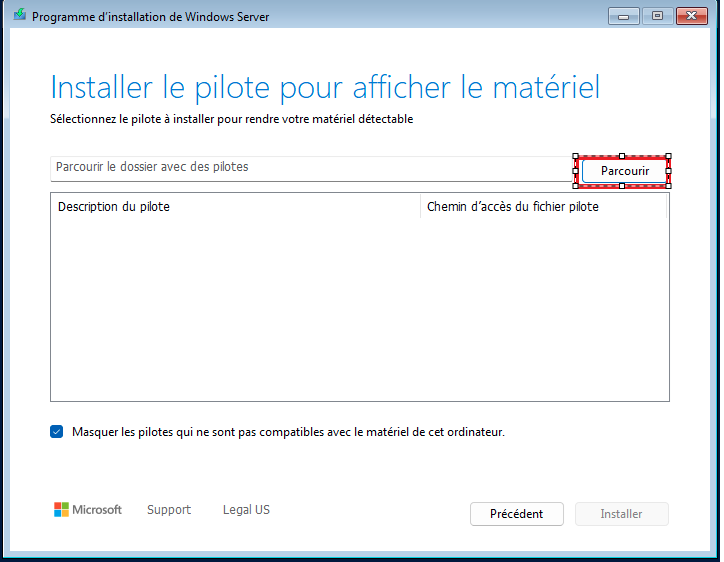 Programme d'installation de Windows Server
Installer le pilote pour afficher le matériel
Sélectionnez le pilote à installer pour rendre votre matériel détectable
Parcourir le dossier avec des pilotes
Parcourir
Description du pilote
Chemin d’accès du fichier pilote
Masquer les pilotes qui ne sont pas compatibles avec le matériel de cet ordinateur.
Microsoft
Support
Legal US
Précédent
Installer